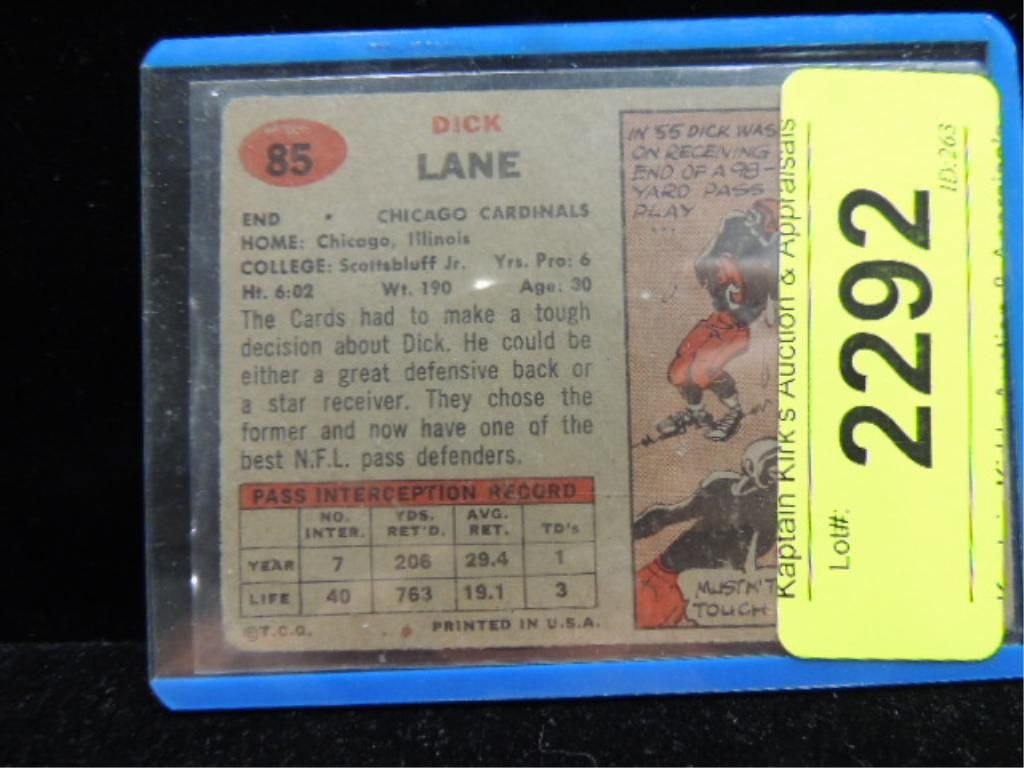 85
DICK
LANE
END • CHICAGO CARDINALS
HOME: Chicago, Illinois
COLLEGE: Scottsbluff Jr. Yrs. Pro: 6
Ht. 6:02 Wt. 190 Age: 30
The Cards had to make a tough
decision about Dick. He could be
either a great defensive back or
a star receiver. They chose the
former and now have one of the
best N.F.L. pass defenders.
PASS INTERCEPTION RECORD
NO. INTER. YDS. RET'D. AVG. RET. TD's
YEAR 7 206 29.4 1
LIFE 40 763 19.1 3
©T.C.G. PRINTED IN U.S.A.
IN '55 DICK WAS
ON RECEIVING
END OF A 98-
YARD PASS
PLAY
...
MUSTN'T
TOUCH
Kaptain Kirk's Auction & Appraisals
Lot#:
2292
ID:263